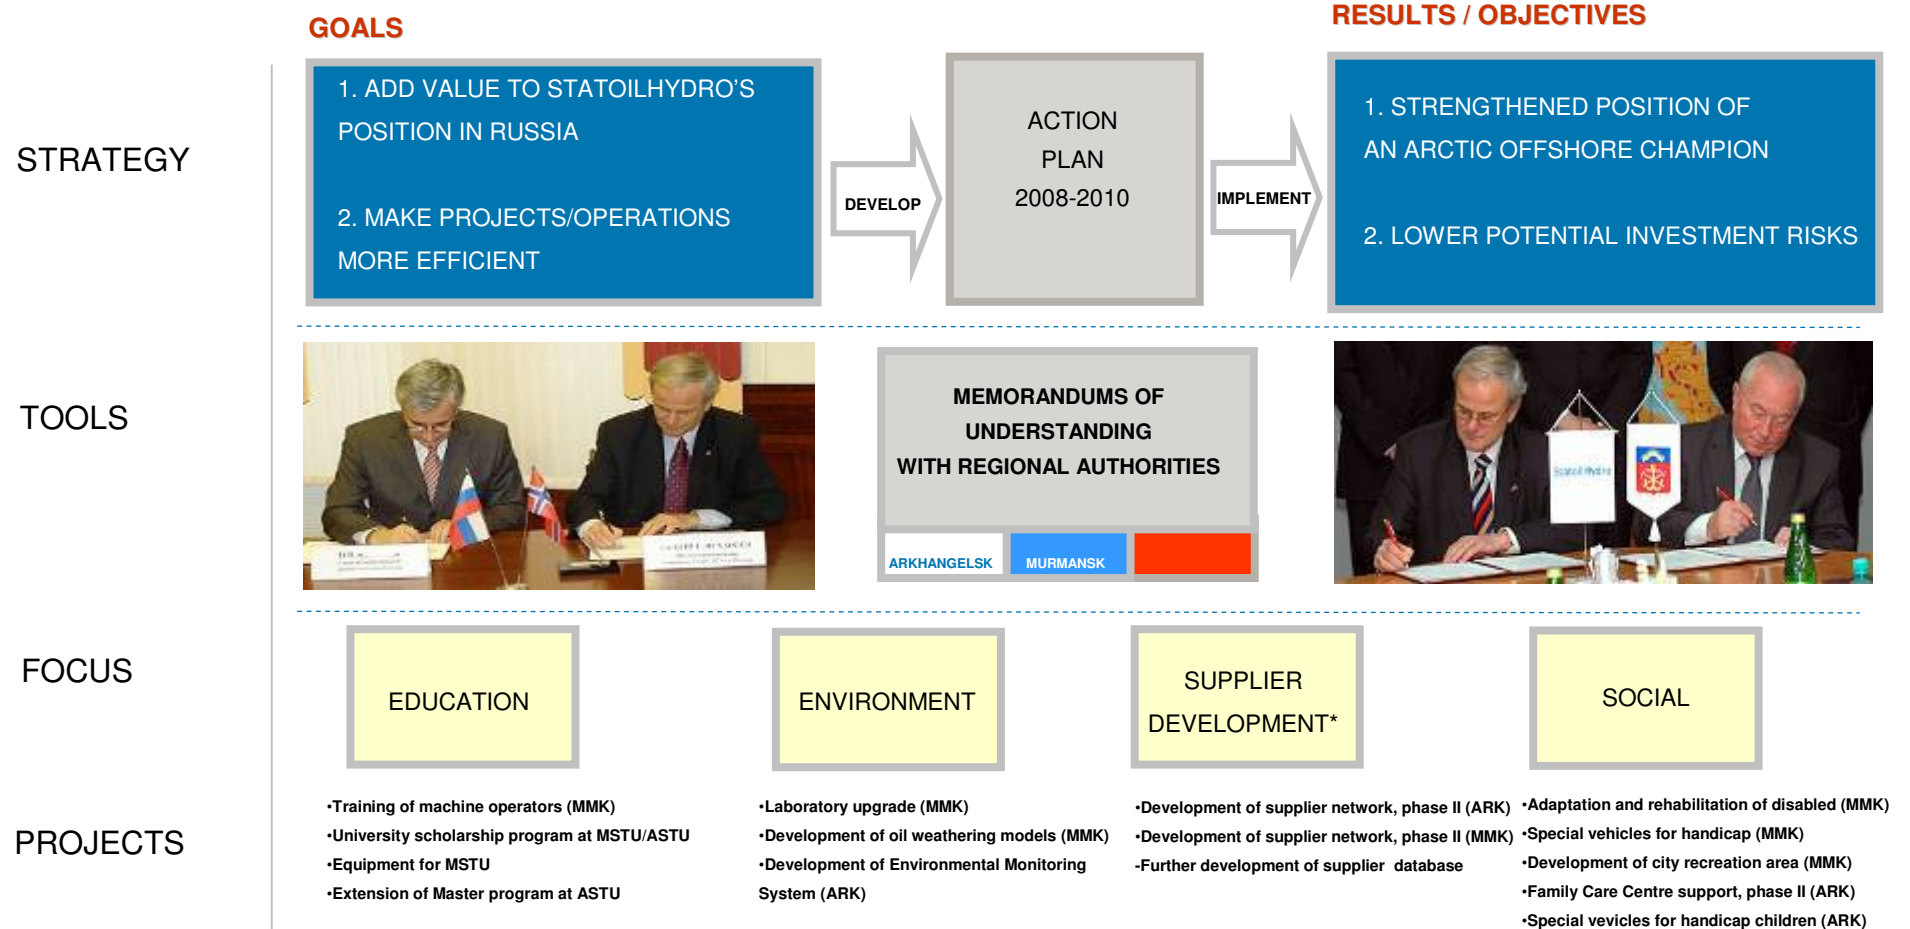 GOALS
RESULTS / OBJECTIVES
STRATEGY
1. ADD VALUE TO STATOILHYDRO'S
POSITION IN RUSSIA
2. MAKE PROJECTS/OPERATIONS
MORE EFFICIENT
DEVELOP
ACTION
PLAN
2008-2010
IMPLEMENT
1. STRENGTHENED POSITION OF
AN ARCTIC OFFSHORE CHAMPION
2. LOWER POTENTIAL INVESTMENT RISKS
TOOLS
MEMORANDUMS OF
UNDERSTANDING
WITH REGIONAL AUTHORITIES
ARKHANGELSK
MURMANSK
StatoilHydro
FOCUS
EDUCATION
ENVIRONMENT
SUPPLIER
DEVELOPMENT*
SOCIAL
PROJECTS
•Training of machine operators (MMK)
•University scholarship program at MSTU/ASTU
•Equipment for MSTU
•Extension of Master program at ASTU
•Laboratory upgrade (MMK)
•Development of oil weathering models (MMK)
•Development of Environmental Monitoring
System (ARK)
•Development of supplier network, phase II (ARK)
•Development of supplier network, phase II (MMK)
-Further development of supplier database
•Adaptation and rehabilitation of disabled (MMK)
•Special vehicles for handicap (MMK)
•Development of city recreation area (MMK)
•Family Care Centre support, phase II (ARK)
•Special vevicles for handicap children (ARK)